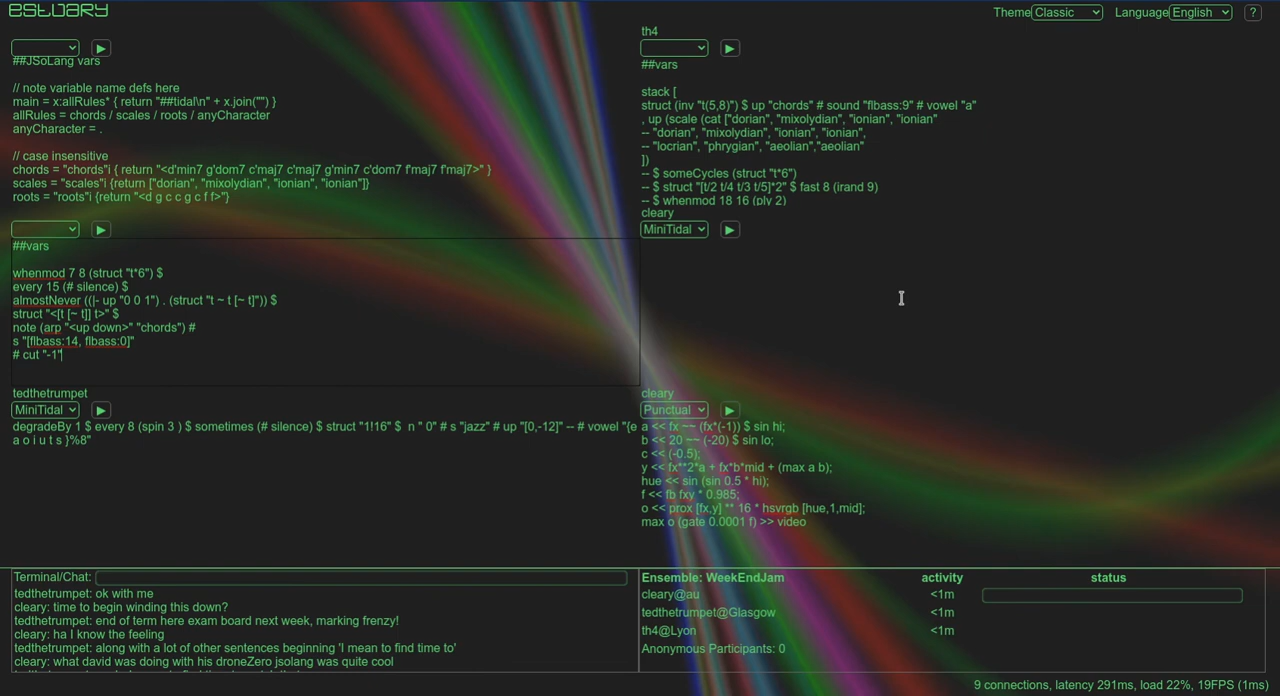 estuary
Theme Classic Language English ?
##JSoLang vars
// note variable name defs here
main = x:allRules* { return "##tidal\n" + x.join("") }
allRules = chords / scales / roots / anyCharacter
anyCharacter = .
// case insensitive
chords = "chords"i { return "<d'min7 g'dom7 c'maj7 c'maj7 g'min7 c'dom7 f'maj7 f'maj7>" }
scales = "scales"i {return ["dorian", "mixolydian", "ionian", "ionian"]}
roots = "roots"i {return "<d g c c g c f f>"}
##vars
whenmod 7 8 (struct "t*6") $
every 15 (# silence) $
almostNever ((|- up "0 0 1") . (struct "t ~ t [~ t]")) $
struct "<[t [~ t]] t>" $
note (arp "<up down>" "chords") #
s "[flbass:14, flbass:0]"
# cut "-1"
tedthetrumpet
MiniTidal
degradeBy 1 $ every 8 (spin 3 ) $ sometimes (# silence) $ struct "1!16" $ n " 0" # s "jazz" # up "[0,-12]" -- # vowel "{e
a o i u t s }%8"
th4
##vars
stack [
struct (inv "t(5,8)") $ up "chords" # sound "flbass:9" # vowel "a"
, up (scale (cat ["dorian", "mixolydian", "ionian", "ionian"
-- "dorian", "mixolydian", "ionian", "ionian",
-- "locrian", "phrygian", "aeolian","aeolian"
])
-- $ someCycles (struct "t*6")
-- $ struct "[t/2 t/4 t/3 t/5]*2" $ fast 8 (irand 9)
-- $ whenmod 18 16 (ply 2)
cleary
MiniTidal
cleary
Punctual
a << fx ~~ (fx*(-1)) $ sin hi;
b << 20 ~~ (-20) $ sin lo;
c << (-0.5);
y << fx**2*a + fx*b*mid + (max a b);
hue << sin (sin 0.5 * hi);
f << fb fxy * 0.985;
o << prox [fx,y] ** 16 * hsvrgb [hue,1,mid];
max o (gate 0.0001 f) >> video
Terminal/Chat:
tedthetrumpet: ok with me
cleary: time to begin winding this down?
tedthetrumpet: end of term here exam board next week, marking frenzy!
cleary: ha I know the feeling
tedthetrumpet: along with a lot of other sentences beginning 'I mean to find time to'
cleary: what david was doing with his droneZero jsolang was quite cool
Ensemble: WeekEndJam activity status
cleary@au <1m
tedthetrumpet@Glasgow <1m
th4@Lyon <1m
Anonymous Participants: 0
9 connections, latency 291ms, load 22%, 19FPS (1ms)